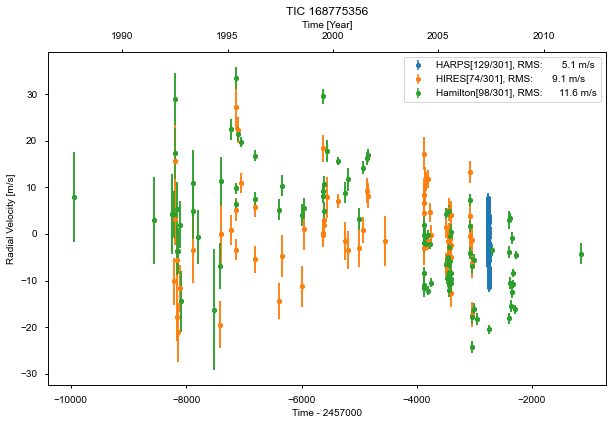 TIC 168775356
Time [Year]
1990 1995 2000 2005 2010
HARPS[129/301], RMS: 5.1 m/s
HIRES[74/301], RMS: 9.1 m/s
Hamilton[98/301], RMS: 11.6 m/s
Radial Velocity [m/s]
30
20
10
0
−10
−20
−30
−10000 −8000 −6000 −4000 −2000
Time - 2457000